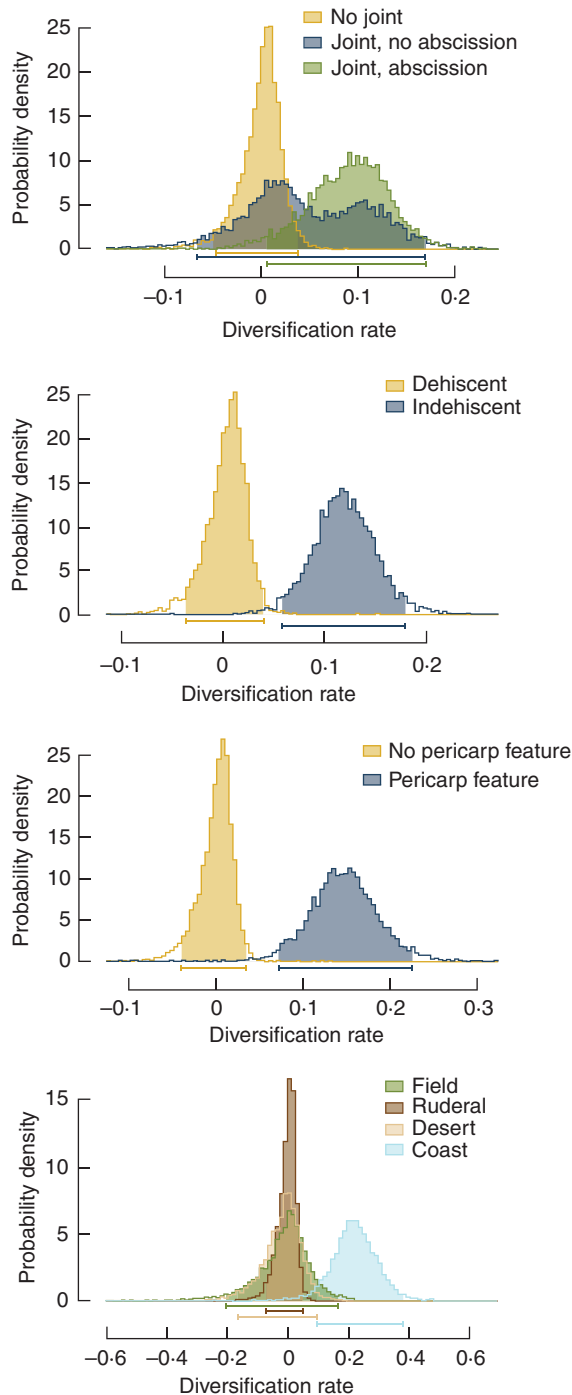 No joint
Joint, no abscission
Joint, abscission
25
20
15
10
5
0
Probability density
–0·1 0 0·1 0·2
Diversification rate
Dehiscent
Indehiscent
25
20
15
10
5
0
Probability density
–0·1 0 0·1 0·2
Diversification rate
No pericarp feature
Pericarp feature
25
20
15
10
5
0
Probability density
–0·1 0 0·1 0·2 0·3
Diversification rate
Field
Ruderal
Desert
Coast
15
10
5
0
Probability density
–0·6 –0·4 –0·2 0 0·2 0·4 0·6
Diversification rate